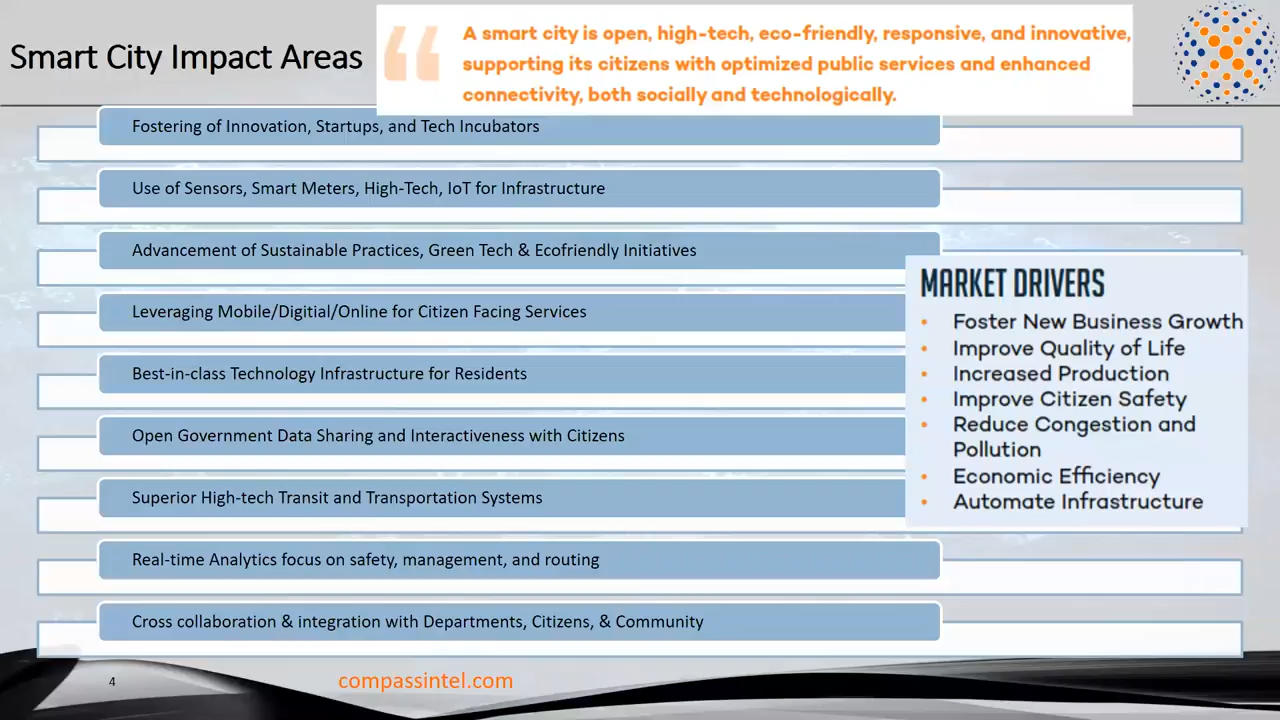 Smart City Impact Areas
A smart city is open, high-tech, eco-friendly, responsive, and innovative,
supporting its citizens with optimized public services and enhanced
connectivity, both socially and technologically.
Fostering of Innovation, Startups, and Tech Incubators
Use of Sensors, Smart Meters, High-Tech, IoT for Infrastructure
Advancement of Sustainable Practices, Green Tech & Ecofriendly Initiatives
Leveraging Mobile/Digitial/Online for Citizen Facing Services
Best-in-class Technology Infrastructure for Residents
Open Government Data Sharing and Interactiveness with Citizens
Superior High-tech Transit and Transportation Systems
Real-time Analytics focus on safety, management, and routing
Cross collaboration & integration with Departments, Citizens, & Community
MARKET DRIVERS
• Foster New Business Growth
• Improve Quality of Life
• Increased Production
• Improve Citizen Safety
• Reduce Congestion and
Pollution
• Economic Efficiency
• Automate Infrastructure
4
compassintel.com